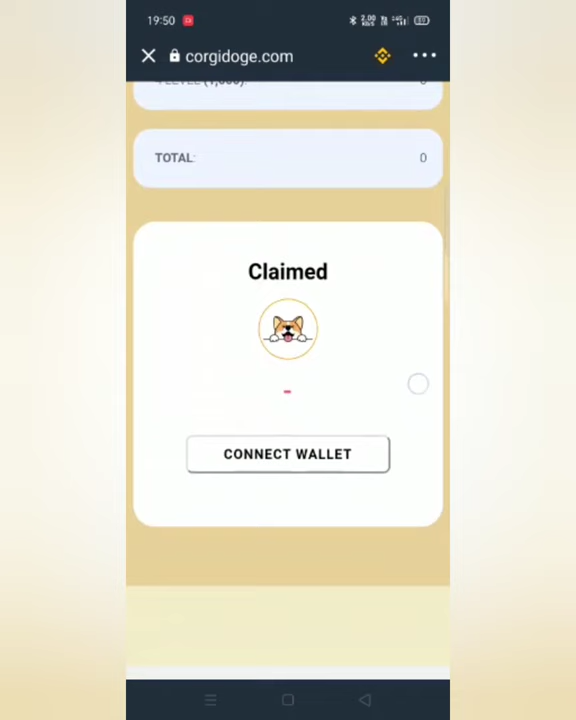 19:50
corgidoge.com
TOTAL: 0
Claimed
-
CONNECT WALLET